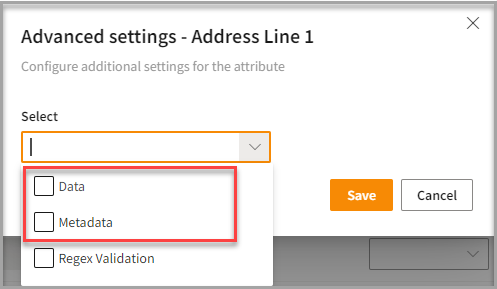 Advanced settings - Address Line 1
Configure additional settings for the attribute
Select
Data
Metadata
Save
Cancel
Regex Validation